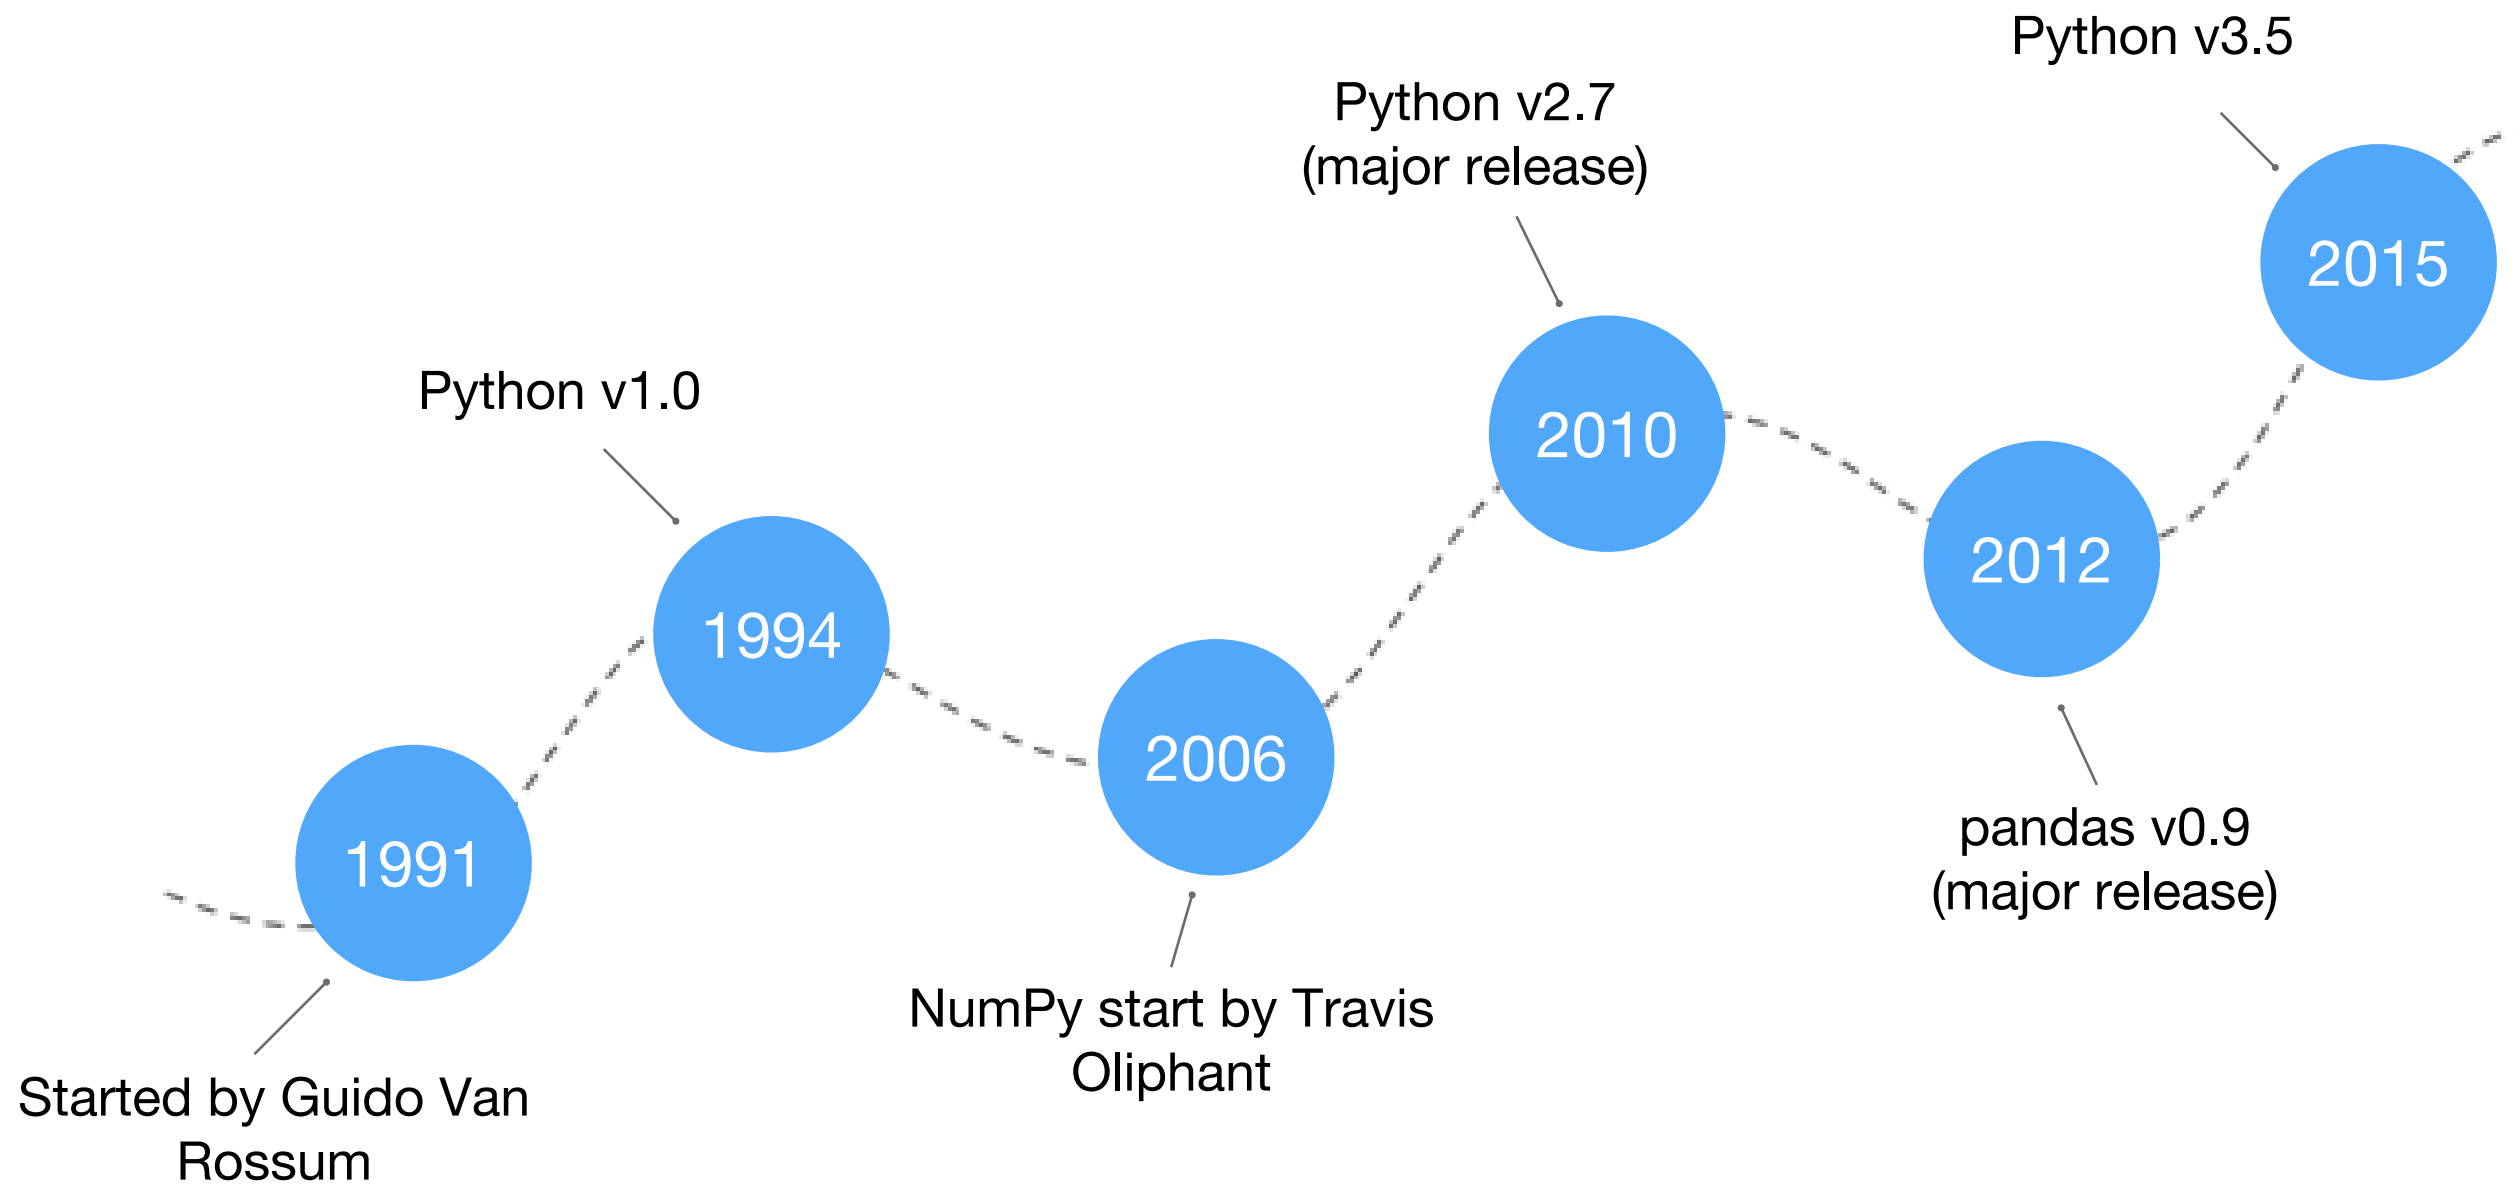 Python v3.5
Python v2.7
(major release)
2015
Python v1.0
2010
2012
1994
2006
pandas v0.9
(major release)
1991
NumPy start by Travis
Oliphant
Started by Guido Van
Rossum